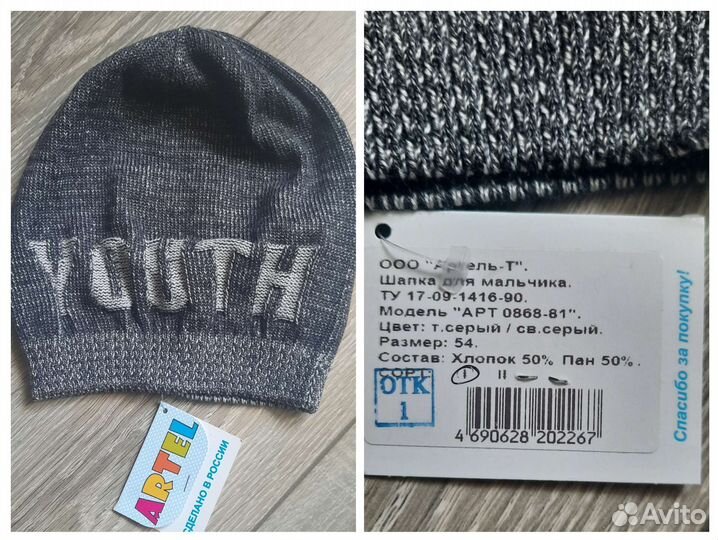 YOUTH
ARTEL
СДЕЛАНО В РОССИИ
ООО "Артель-Т".
Шапка для мальчика.
ТУ 17-09-1416-90.
Модель "АРТ 0868-81".
Цвет: т.серый / св.серый.
Размер: 54.
Состав: Хлопок 50% Пан 50%.
СОРТ: I II
ОТК
1
4 690628 202267
Спасибо за покупку!
Avito